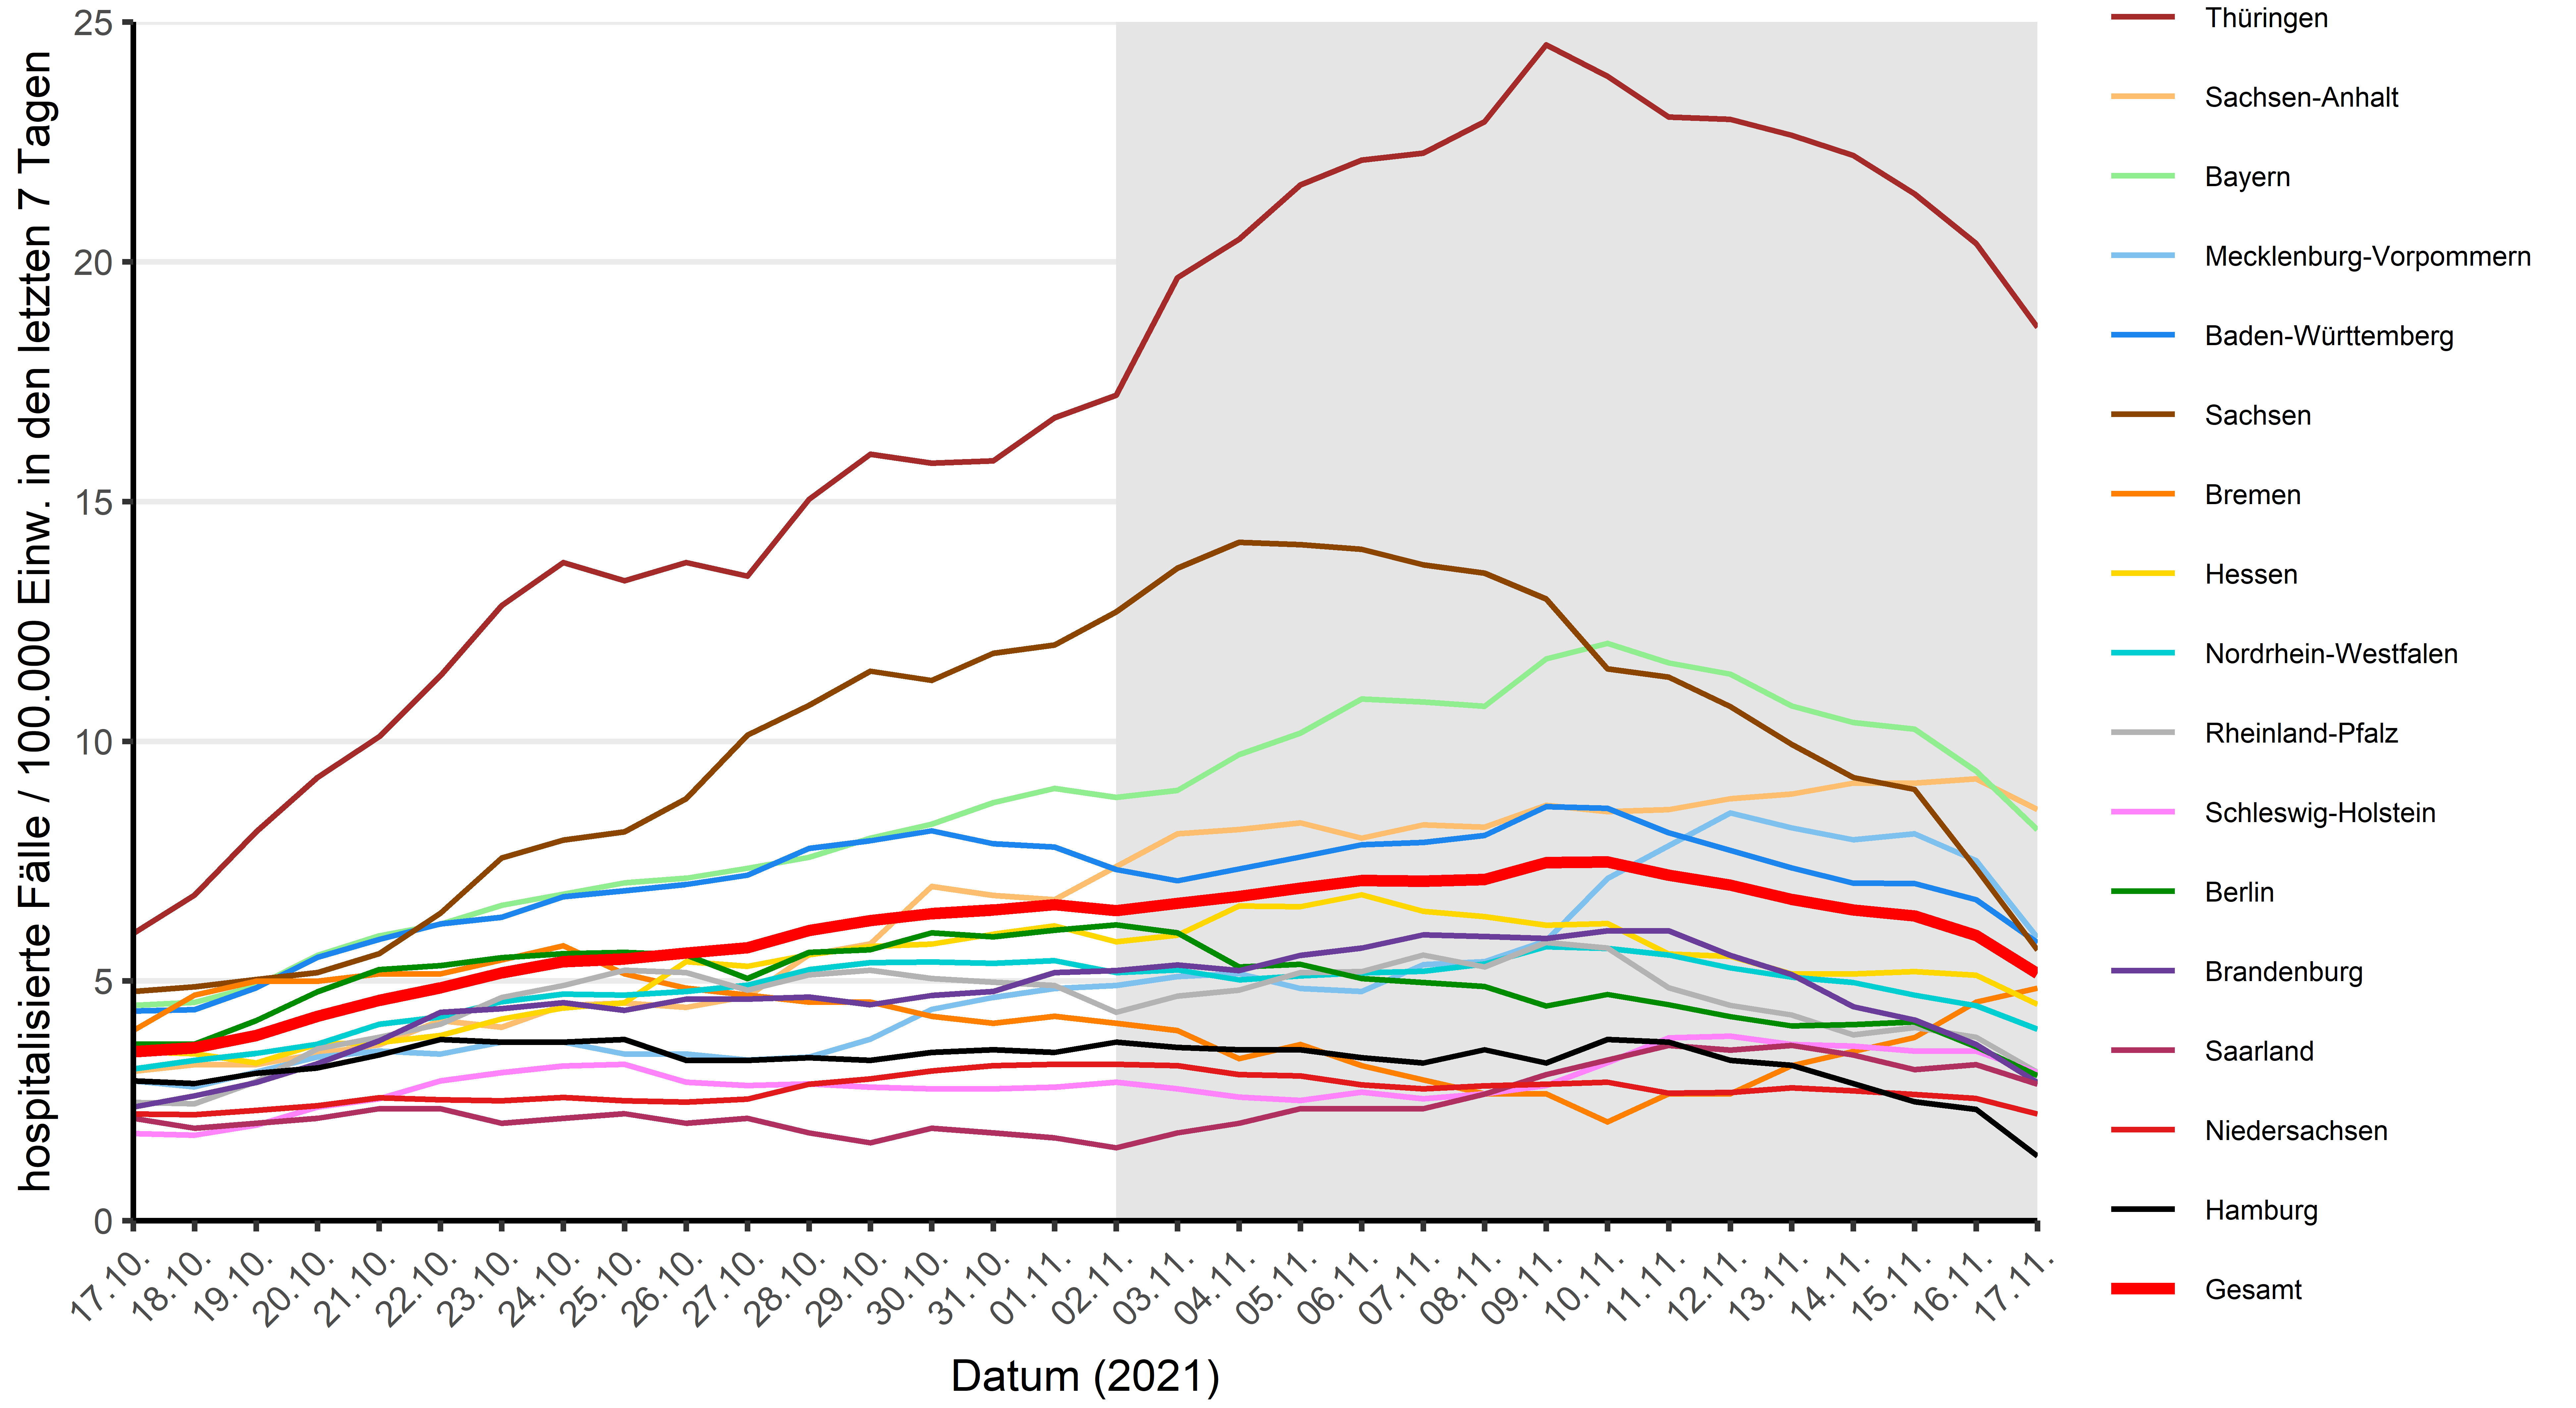 hospitalisierte Fälle / 100.000 Einw. in den letzten 7 Tagen
25
20
15
10
5
0
17.10.
18.10.
19.10.
20.10.
21.10.
22.10.
23.10.
24.10.
25.10.
26.10.
27.10.
28.10.
29.10.
30.10.
31.10.
01.11.
02.11.
03.11.
04.11.
05.11.
06.11.
07.11.
08.11.
09.11.
10.11.
11.11.
12.11.
13.11.
14.11.
15.11.
16.11.
17.11.
Datum (2021)
Thüringen
Sachsen-Anhalt
Bayern
Mecklenburg-Vorpommern
Baden-Württemberg
Sachsen
Bremen
Hessen
Nordrhein-Westfalen
Rheinland-Pfalz
Schleswig-Holstein
Berlin
Brandenburg
Saarland
Niedersachsen
Hamburg
Gesamt